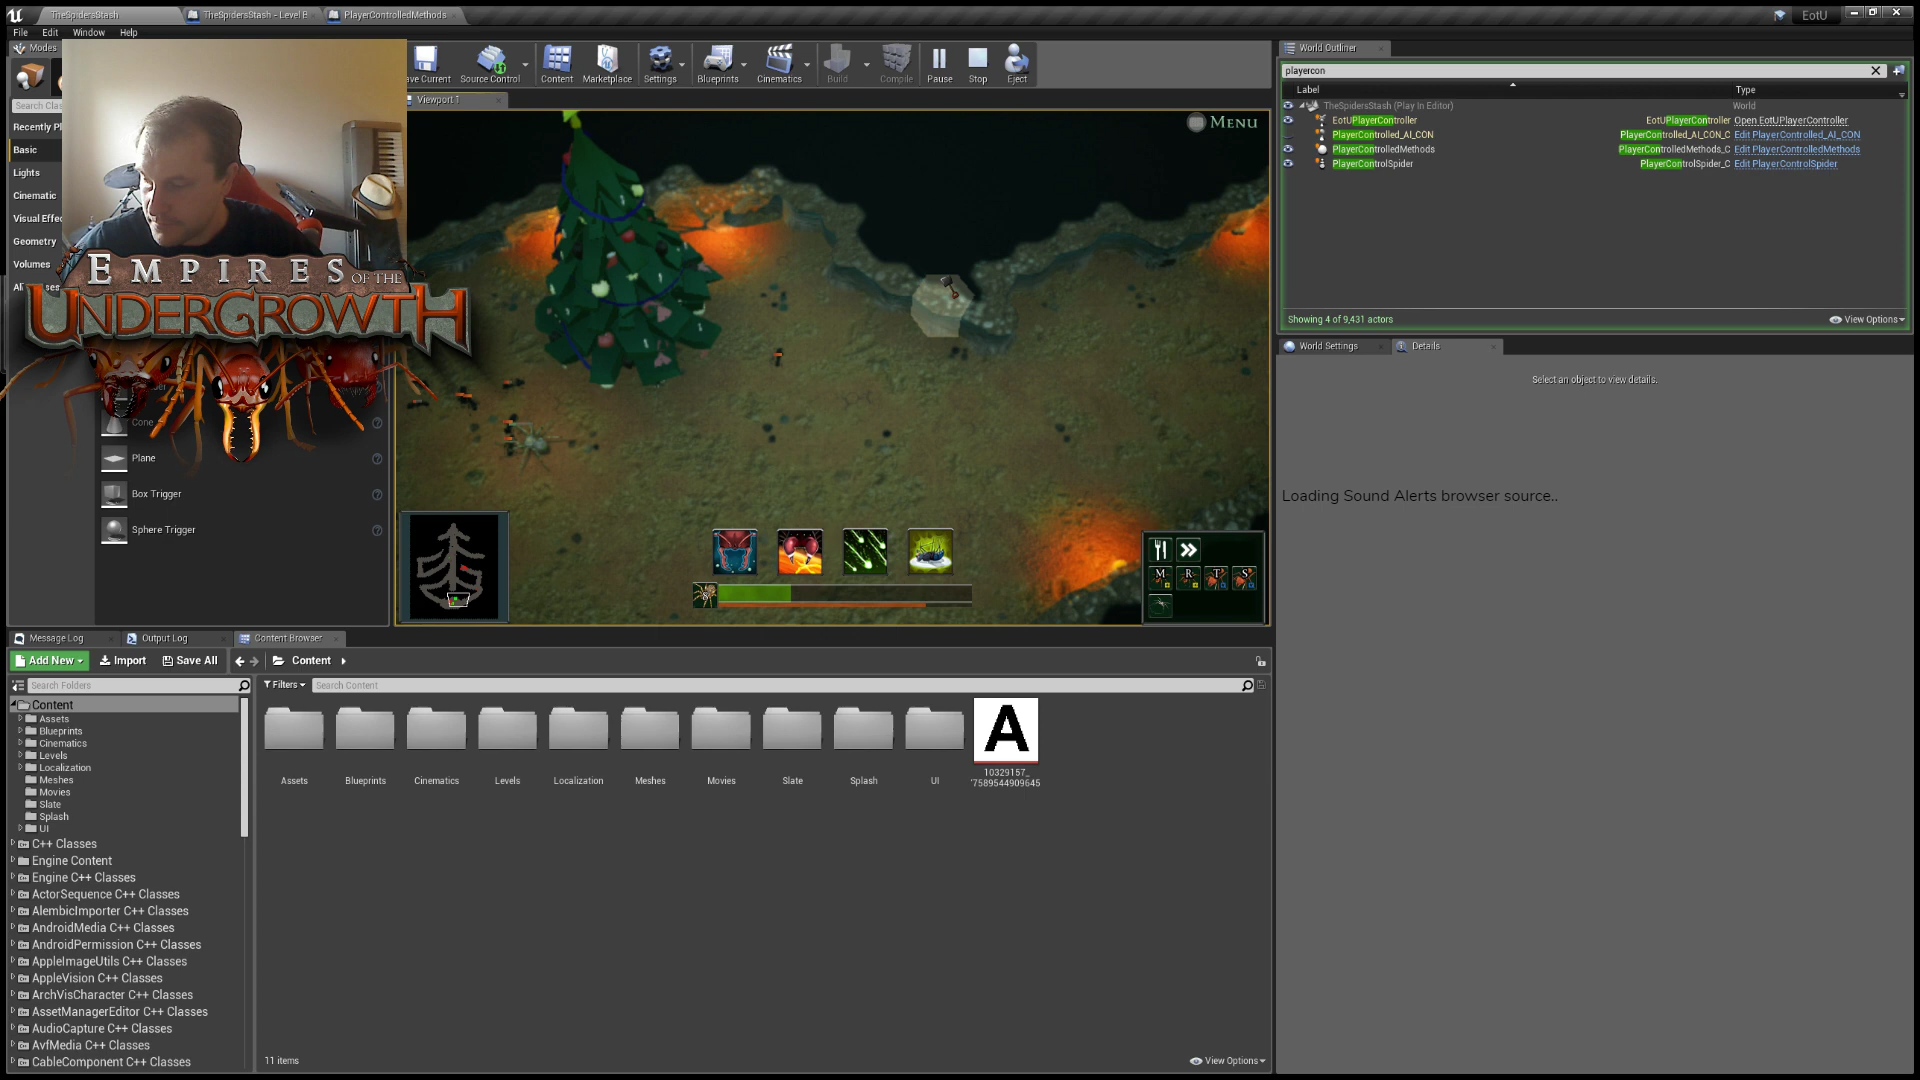 TheSpidersStash
TheSpidersStash - Level B
PlayerControlledMethods
EotU
File
Edit
Window
Help
Modes
Save Current
Source Control
Content
Marketplace
Settings
Blueprints
Cinematics
Build
Compile
Pause
Stop
Eject
Search Cla
Recently Pl
Basic
Lights
Cinematic
Visual Effe
Geometry
Volumes
Cone
Plane
Box Trigger
Sphere Trigger
EMPIRES OF THE
UNDERGROWTH
Viewport 1
MENU
M
R
T
S
World Outliner
playercon
Label
Type
TheSpidersStash (Play In Editor)
World
EotUPlayerController
EotUPlayerController Open EotUPlayerController
PlayerControlled_AI_CON
PlayerControlled_AI_CON_C Edit PlayerControlled_AI_CON
PlayerControlledMethods
PlayerControlledMethods_C Edit PlayerControlledMethods
PlayerControlSpider
PlayerControlSpider_C Edit PlayerControlSpider
Showing 4 of 9,431 actors
View Options
World Settings
Details
Select an object to view details.
Loading Sound Alerts browser source..
Message Log
Output Log
Content Browser
Add New
Import
Save All
Content
Search Folders
Filters
Search Content
Content
Assets
Blueprints
Cinematics
Levels
Localization
Meshes
Movies
Slate
Splash
UI
C++ Classes
Engine Content
Engine C++ Classes
ActorSequence C++ Classes
AlembicImporter C++ Classes
AndroidMedia C++ Classes
AndroidPermission C++ Classes
AppleImageUtils C++ Classes
AppleVision C++ Classes
ArchVisCharacter C++ Classes
AssetManagerEditor C++ Classes
AudioCapture C++ Classes
AvfMedia C++ Classes
CableComponent C++ Classes
Assets
Blueprints
Cinematics
Levels
Localization
Meshes
Movies
Slate
Splash
UI
A
10329157_
'7589544909645
11 items
View Options